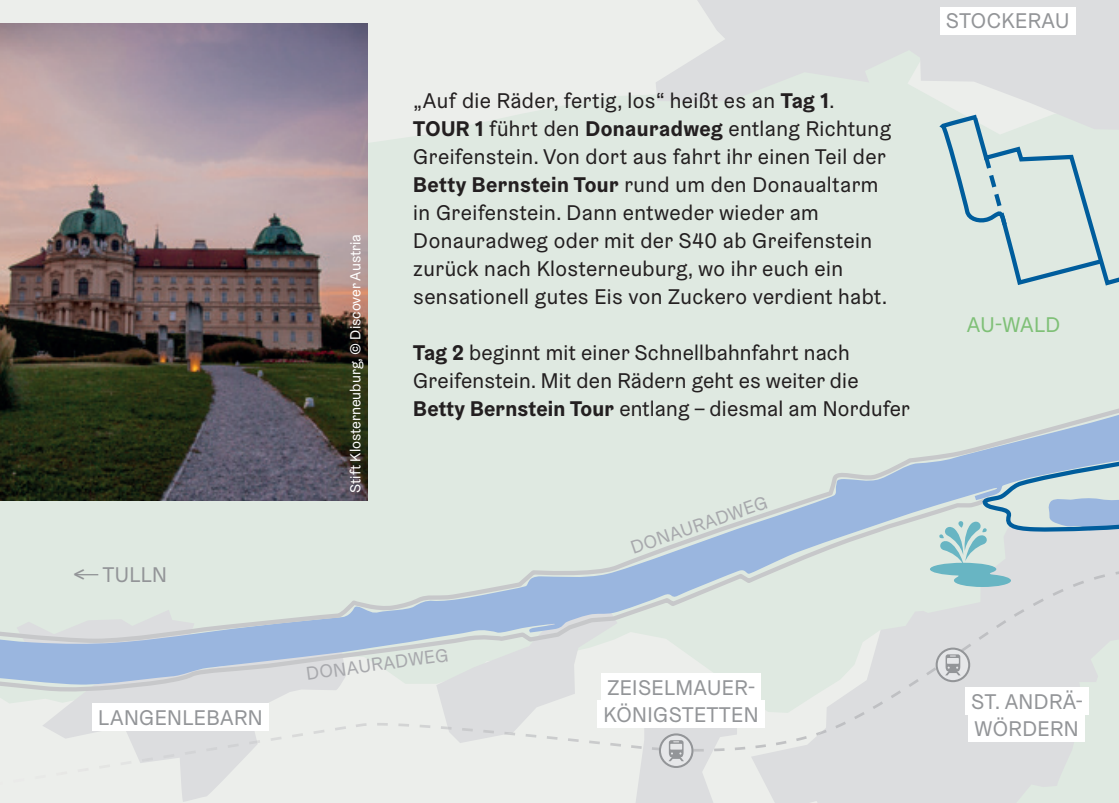 STOCKERAU
„Auf die Räder, fertig, los“ heißt es an Tag 1.
TOUR 1 führt den Donauradweg entlang Richtung
Greifenstein. Von dort aus fahrt ihr einen Teil der
Betty Bernstein Tour rund um den Donaualtarm
in Greifenstein. Dann entweder wieder am
Donauradweg oder mit der S40 ab Greifenstein
zurück nach Klosterneuburg, wo ihr euch ein
sensationell gutes Eis von Zuckero verdient habt.
Tag 2 beginnt mit einer Schnellbahnfahrt nach
Greifenstein. Mit den Rädern geht es weiter die
Betty Bernstein Tour entlang – diesmal am Nordufer
Stift Klosterneuburg, © Discover Austria
AU-WALD
DONAURADWEG
← TULLN
DONAURADWEG
LANGENLEBARN
ZEISELMAUER-
KÖNIGSTETTEN
ST. ANDRÄ-
WÖRDERN